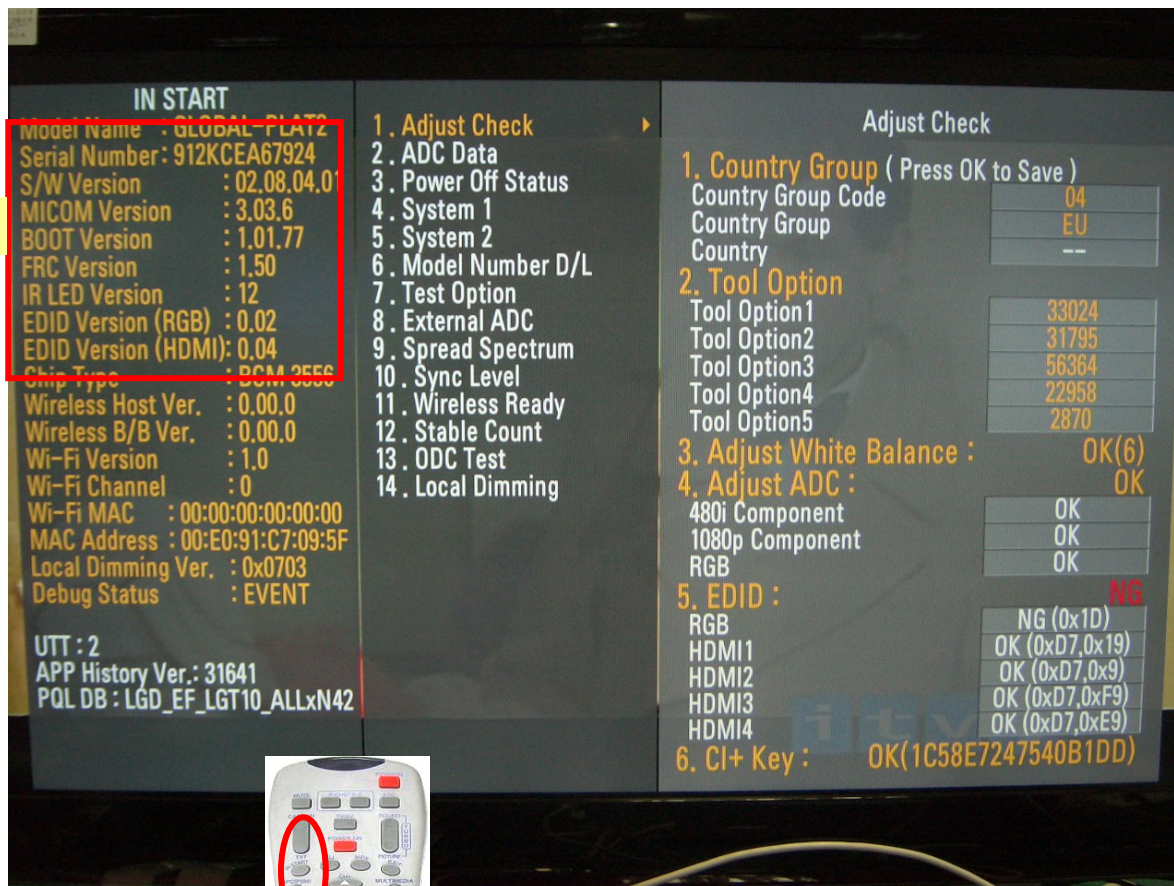 IN START
Model Name : GLOBAL-PLAT2
Serial Number : 912KCEA67924
S/W Version : 02.08.04.01
MICOM Version : 3.03.6
BOOT Version : 1.01.77
FRC Version : 1.50
IR LED Version : 12
EDID Version (RGB) : 0.02
EDID Version (HDMI): 0.04
Chip Type : BCM 3556
Wireless Host Ver. : 0.00.0
Wireless B/B Ver. : 0.00.0
Wi-Fi Version : 1.0
Wi-Fi Channel : 0
Wi-Fi MAC : 00:00:00:00:00:00
MAC Address : 00:E0:91:C7:09:5F
Local Dimming Ver. : 0x0703
Debug Status : EVENT
UTT : 2
APP History Ver.: 31641
PQL DB : LGD_EF_LGT10_ALLxN42
1 . Adjust Check
2 . ADC Data
3 . Power Off Status
4 . System 1
5 . System 2
6 . Model Number D/L
7 . Test Option
8 . External ADC
9 . Spread Spectrum
10 . Sync Level
11 . Wireless Ready
12 . Stable Count
13 . ODC Test
14 . Local Dimming
Adjust Check
1. Country Group ( Press OK to Save )
Country Group Code 04
Country Group EU
Country --
2. Tool Option
Tool Option1 33024
Tool Option2 31795
Tool Option3 56364
Tool Option4 22958
Tool Option5 2870
3. Adjust White Balance : OK(6)
4. Adjust ADC : OK
480i Component OK
1080p Component OK
RGB OK
5. EDID : NG
RGB NG (0x1D)
HDMI1 OK (0xD7,0x19)
HDMI2 OK (0xD7,0x9)
HDMI3 OK (0xD7,0xF9)
HDMI4 OK (0xD7,0xE9)
6. CI+ Key : OK(1C58E7247540B1DD)
itv
MUTE
POWER ON
PICTURE
START
EXIT
MULTIMEDIA